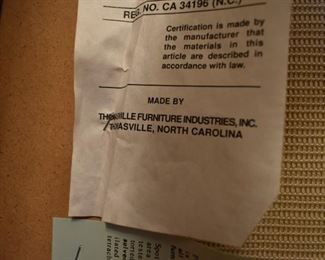 REG. NO. CA 34196 (N.C.)
Certification is made by
the manufacturer that
the materials in this
article are described in
accordance with law.
MADE BY
THOMASVILLE FURNITURE INDUSTRIES, INC.
THOMASVILLE, NORTH CAROLINA